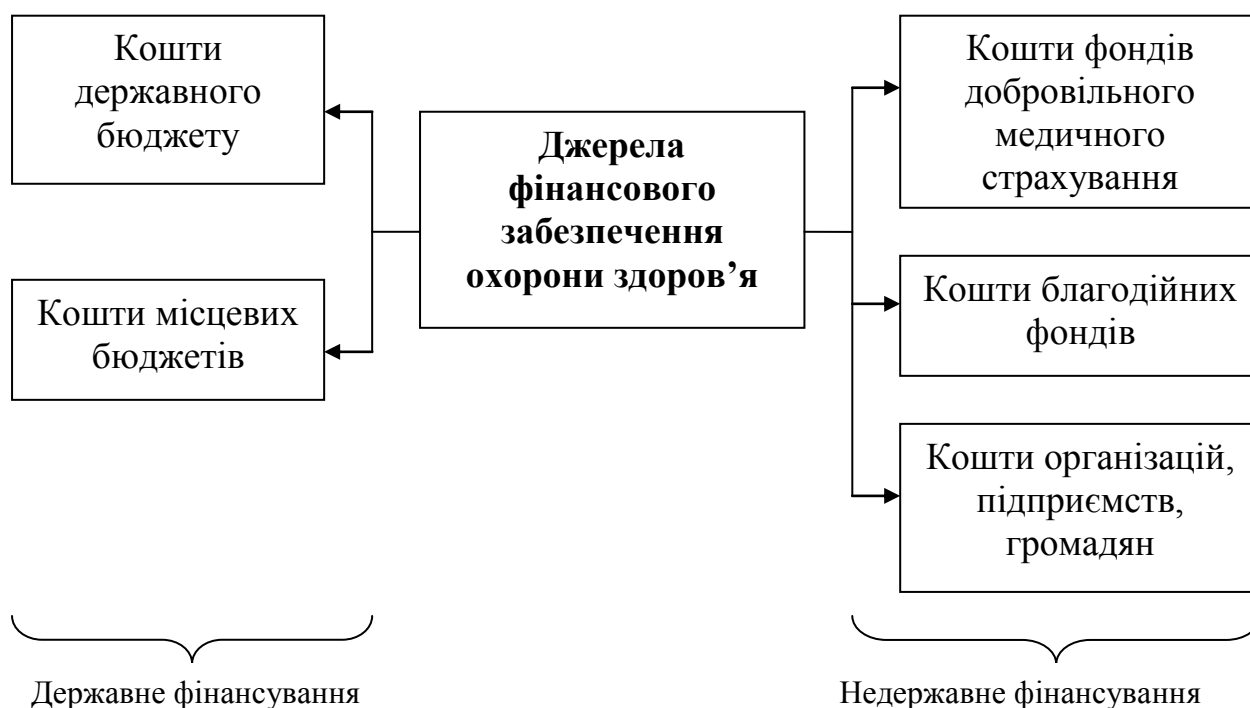 Кошти
державного
бюджету
Кошти місцевих
бюджетів
Джерела
фінансового
забезпечення
охорони здоров’я
Кошти фондів
добровільного
медичного
страхування
Кошти благодійних
фондів
Кошти організацій,
підприємств,
громадян
Державне фінансування
Недержавне фінансування